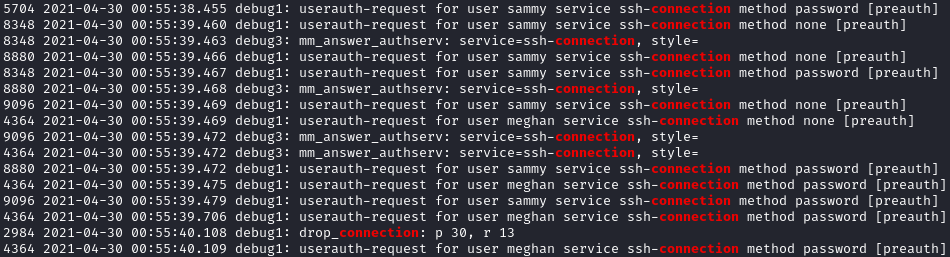 5704 2021-04-30 00:55:38.455 debug1: userauth-request for user sammy service ssh-connection method password [preauth]
8348 2021-04-30 00:55:39.460 debug1: userauth-request for user sammy service ssh-connection method none [preauth]
8348 2021-04-30 00:55:39.463 debug3: mm_answer_authserv: service=ssh-connection, style=
8880 2021-04-30 00:55:39.466 debug1: userauth-request for user sammy service ssh-connection method none [preauth]
8348 2021-04-30 00:55:39.467 debug1: userauth-request for user sammy service ssh-connection method password [preauth]
8880 2021-04-30 00:55:39.468 debug3: mm_answer_authserv: service=ssh-connection, style=
9096 2021-04-30 00:55:39.469 debug1: userauth-request for user sammy service ssh-connection method none [preauth]
4364 2021-04-30 00:55:39.469 debug1: userauth-request for user meghan service ssh-connection method none [preauth]
9096 2021-04-30 00:55:39.472 debug3: mm_answer_authserv: service=ssh-connection, style=
4364 2021-04-30 00:55:39.472 debug3: mm_answer_authserv: service=ssh-connection, style=
8880 2021-04-30 00:55:39.472 debug1: userauth-request for user sammy service ssh-connection method password [preauth]
4364 2021-04-30 00:55:39.475 debug1: userauth-request for user meghan service ssh-connection method password [preauth]
9096 2021-04-30 00:55:39.479 debug1: userauth-request for user sammy service ssh-connection method password [preauth]
4364 2021-04-30 00:55:39.706 debug1: userauth-request for user meghan service ssh-connection method password [preauth]
2984 2021-04-30 00:55:40.108 debug1: drop_connection: p 30, r 13
4364 2021-04-30 00:55:40.109 debug1: userauth-request for user meghan service ssh-connection method password [preauth]